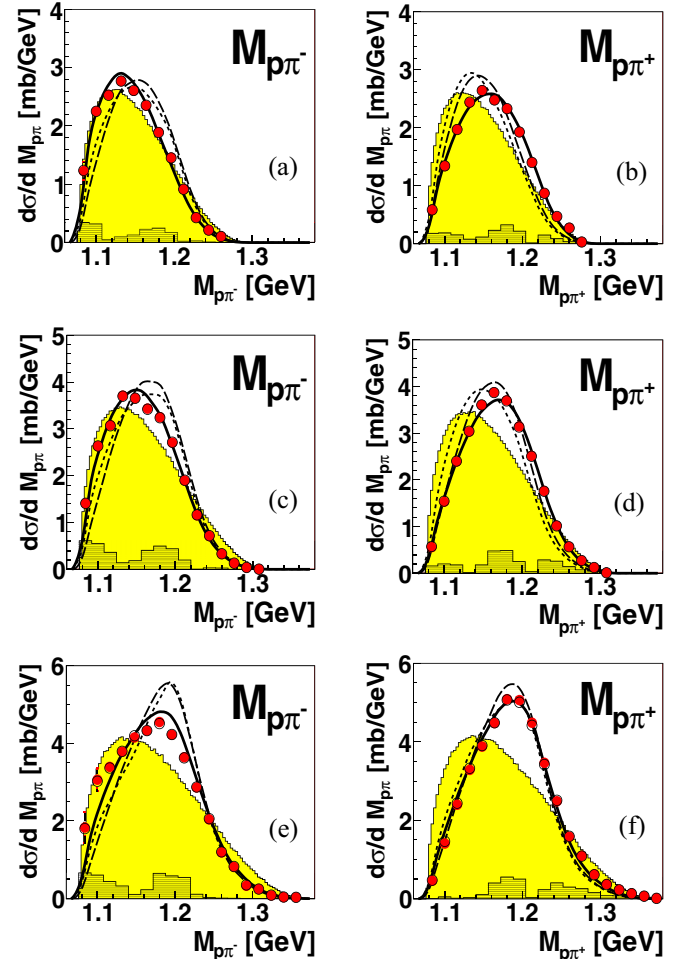 dσ/d M_pπ [mb/GeV]
4
3
2
1
0
M_pπ⁻
(a)
1.1 1.2 1.3
M_pπ⁻ [GeV]
dσ/d M_pπ [mb/GeV]
4
3
2
1
0
M_pπ⁺
(b)
1.1 1.2 1.3
M_pπ⁺ [GeV]
dσ/d M_pπ [mb/GeV]
5
4
3
2
1
0
M_pπ⁻
(c)
1.1 1.2 1.3
M_pπ⁻ [GeV]
dσ/d M_pπ [mb/GeV]
5
4
3
2
1
0
M_pπ⁺
(d)
1.1 1.2 1.3
M_pπ⁺ [GeV]
dσ/d M_pπ [mb/GeV]
6
4
2
0
M_pπ⁻
(e)
1.1 1.2 1.3
M_pπ⁻ [GeV]
dσ/d M_pπ [mb/GeV]
6
4
2
0
M_pπ⁺
(f)
1.1 1.2 1.3
M_pπ⁺ [GeV]